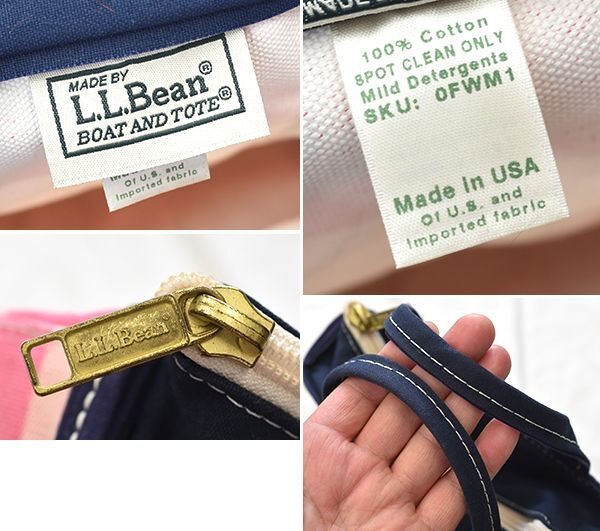 MADE BY
L.L.Bean®
BOAT AND TOTE®
Of U.S. and
Imported fabric
MADE
100% Cotton
SPOT CLEAN ONLY
Mild Detergents
SKU: 0FWM1
Made In USA
Of U.S. and
Imported fabric
L.L.Bean